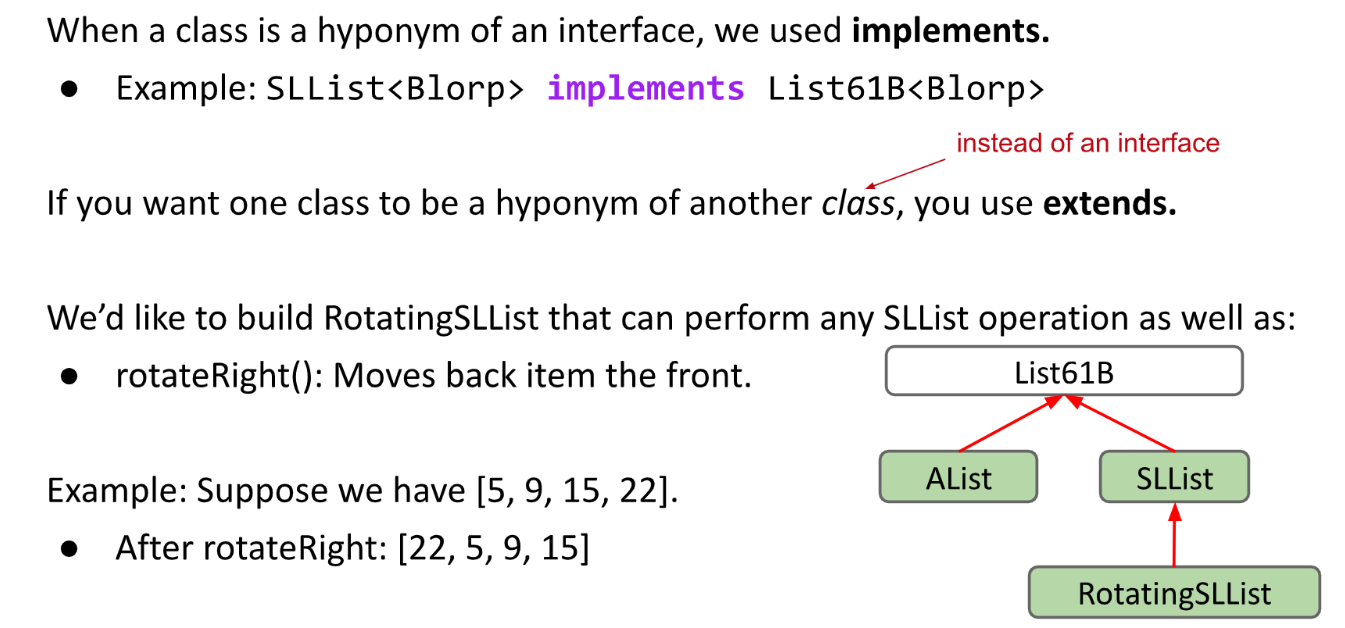 When a class is a hyponym of an interface, we used implements.
● Example: SLList<Blorp> implements List61B<Blorp>
instead of an interface
If you want one class to be a hyponym of another class, you use extends.
We’d like to build RotatingSLList that can perform any SLList operation as well as:
● rotateRight(): Moves back item the front.
List61B
AList
SLList
Example: Suppose we have [5, 9, 15, 22].
● After rotateRight: [22, 5, 9, 15]
RotatingSLList